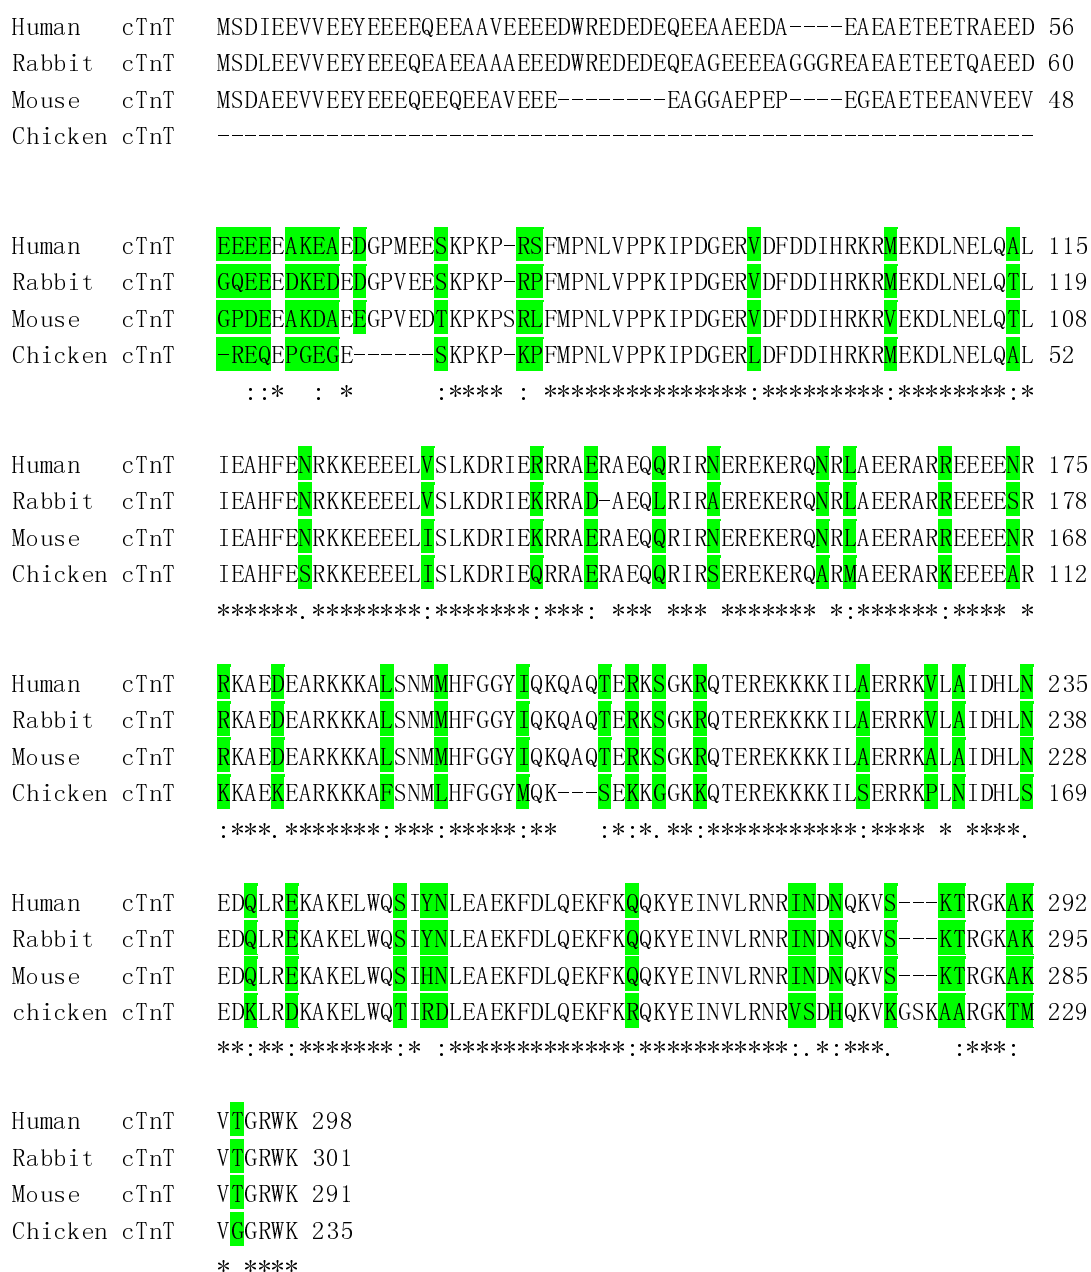 Human   cTnT   MSDIEEVVEEYEEEEQEEAAVEEEEDWREDEDEQEEAAEEDA----EAEAETEETRAEED 56
Rabbit  cTnT   MSDLEEVVEEYEEEQEAEEAAAEEEDWREDEDEQEAGEEEEAGGGREAEAETEETQAEED 60
Mouse   cTnT   MSDAEEVVEEYEEEQEEQEEAVEEE--------EAGGAEPEP----EGEAETEEANVEEV 48
Chicken cTnT   ------------------------------------------------------------
Human   cTnT   EEEEEAKEAEDGPMEESKPKP-RSFMPNLVPPKIPDGERVDFDDIHRKRMEKDLNELQAL 115
Rabbit  cTnT   GQEEEDKEDEDGPVEESKPKP-RPFMPNLVPPKIPDGERVDFDDIHRKRMEKDLNELQTL 119
Mouse   cTnT   GPDEEAKDAEEGPVEDTKPKPSRLFMPNLVPPKIPDGERVDFDDIHRKRVEKDLNELQTL 108
Chicken cTnT   -REQEPGEGE------SKPKP-KPFMPNLVPPKIPDGERLDFDDIHRKRMEKDLNELQAL 52
                 ::*  : *      :**** : ***************:*********:********:*
Human   cTnT   IEAHFENRKKEEEELVSLKDRIERRRAERAEQQRIRNEREKERQNRLAEERARREEEENR 175
Rabbit  cTnT   IEAHFENRKKEEEELVSLKDRIEKRRAD-AEQLRIRAEREKERQNRLAEERARREEEESR 178
Mouse   cTnT   IEAHFENRKKEEEELISLKDRIEKRRAERAEQQRIRNEREKERQNRLAEERARREEEENR 168
Chicken cTnT   IEAHFESRKKEEEELISLKDRIEQRRAERAEQQRIRSEREKERQARMAEERARKEEEEAR 112
               ******.********:*******:***: *** *** ******* *:******:**** *
Human   cTnT   RKAEDEARKKKALSNMMHFGGYIQKQAQTERKSGKRQTEREKKKKILAERRKVLAIDHLN 235
Rabbit  cTnT   RKAEDEARKKKALSNMMHFGGYIQKQAQTERKSGKRQTEREKKKKILAERRKVLAIDHLN 238
Mouse   cTnT   RKAEDEARKKKALSNMMHFGGYIQKQAQTERKSGKRQTEREKKKKILAERRKALAIDHLN 228
Chicken cTnT   KKAEKEARKKKAFSNMLHFGGYMQK---SEKKGGKKQTEREKKKKILSERRKPLNIDHLS 169
               :***.*******:***:*****:**   :*:*.**:***********:**** * ****.
Human   cTnT   EDQLREKAKELWQSIYNLEAEKFDLQEKFKQQKYEINVLRNRINDNQKVS---KTRGKAK 292
Rabbit  cTnT   EDQLREKAKELWQSIYNLEAEKFDLQEKFKQQKYEINVLRNRINDNQKVS---KTRGKAK 295
Mouse   cTnT   EDQLREKAKELWQSIHNLEAEKFDLQEKFKQQKYEINVLRNRINDNQKVS---KTRGKAK 285
chicken cTnT   EDKLRDKAKELWQTIRDLEAEKFDLQEKFKRQKYEINVLRNRVSDHQKVKGSKAARGKTM 229
               **:**:*******:* :*************:***********:.*:***.     :***:
Human   cTnT   VTGRWK 298
Rabbit  cTnT   VTGRWK 301
Mouse   cTnT   VTGRWK 291
Chicken cTnT   VGGRWK 235
               * ****